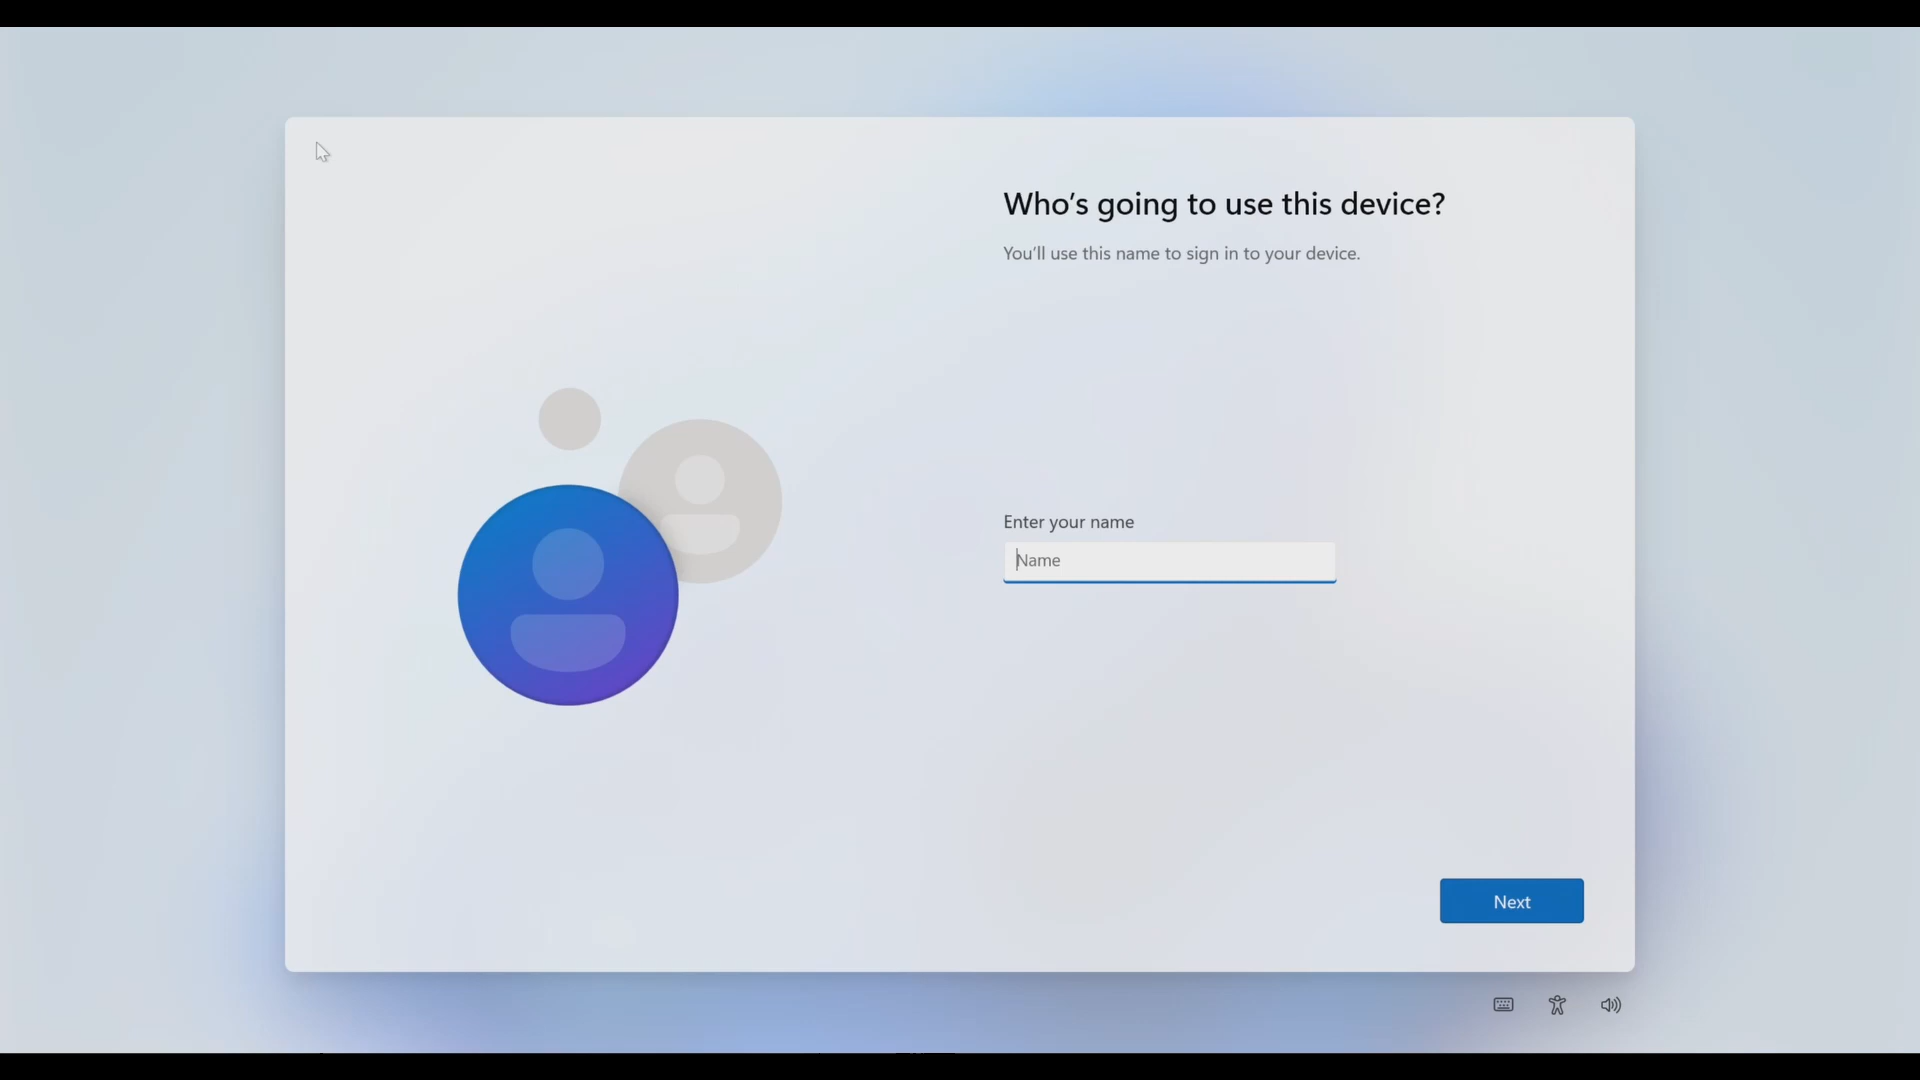 Who's going to use this device?
You'll use this name to sign in to your device.
Enter your name
Name
Next